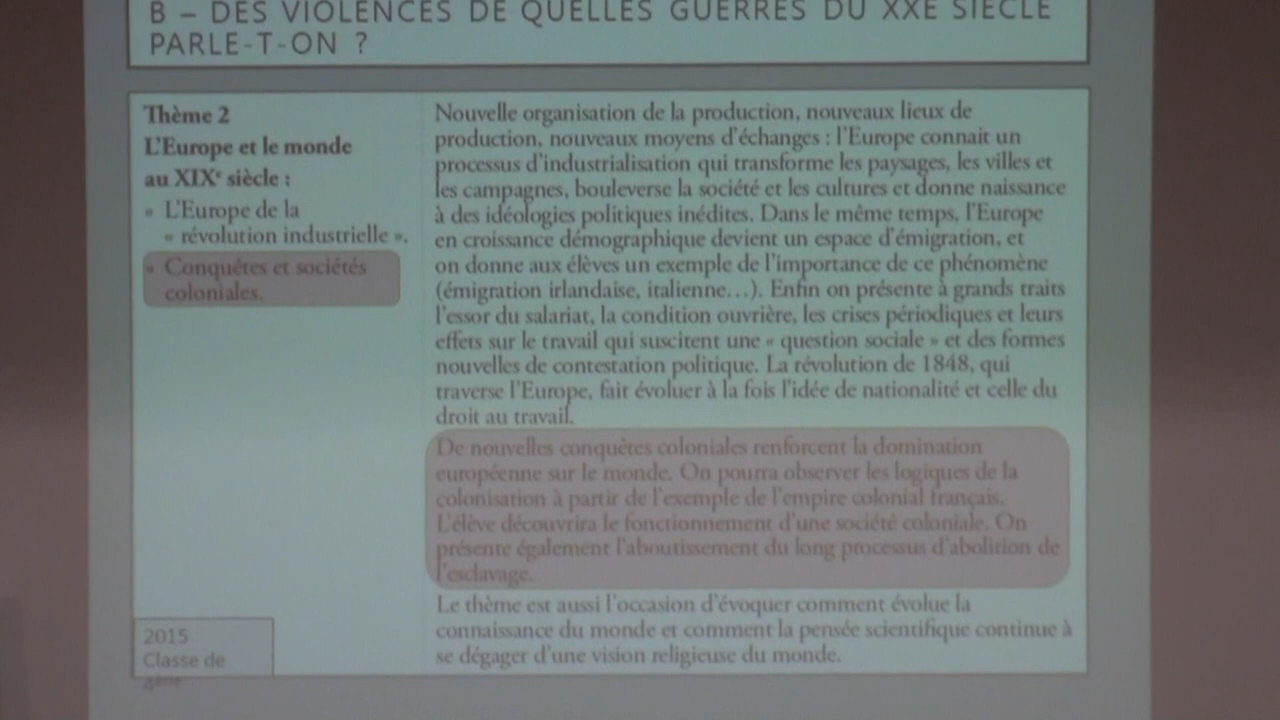 B – DES VIOLENCES DE QUELLES GUERRES DU XXE SIÈCLE
PARLE-T-ON ?
Thème 2
L'Europe et le monde
au XIXe siècle :
» L'Europe de la
« révolution industrielle ».
» Conquêtes et sociétés
coloniales.
Nouvelle organisation de la production, nouveaux lieux de
production, nouveaux moyens d'échanges : l'Europe connait un
processus d'industrialisation qui transforme les paysages, les villes et
les campagnes, bouleverse la société et les cultures et donne naissance
à des idéologies politiques inédites. Dans le même temps, l'Europe
en croissance démographique devient un espace d'émigration, et
on donne aux élèves un exemple de l'importance de ce phénomène
(émigration irlandaise, italienne…). Enfin on présente à grands traits
l'essor du salariat, la condition ouvrière, les crises périodiques et leurs
effets sur le travail qui suscitent une « question sociale » et des formes
nouvelles de contestation politique. La révolution de 1848, qui
traverse l'Europe, fait évoluer à la fois l'idée de nationalité et celle du
droit au travail.
De nouvelles conquêtes coloniales renforcent la domination
européenne sur le monde. On pourra observer les logiques de la
colonisation à partir de l'exemple de l'empire colonial français.
L'élève découvrira le fonctionnement d'une société coloniale. On
présente également l'aboutissement du long processus d'abolition de
l'esclavage.
Le thème est aussi l'occasion d'évoquer comment évolue la
connaissance du monde et comment la pensée scientifique continue à
se dégager d'une vision religieuse du monde.
2015
Classe de
4ème